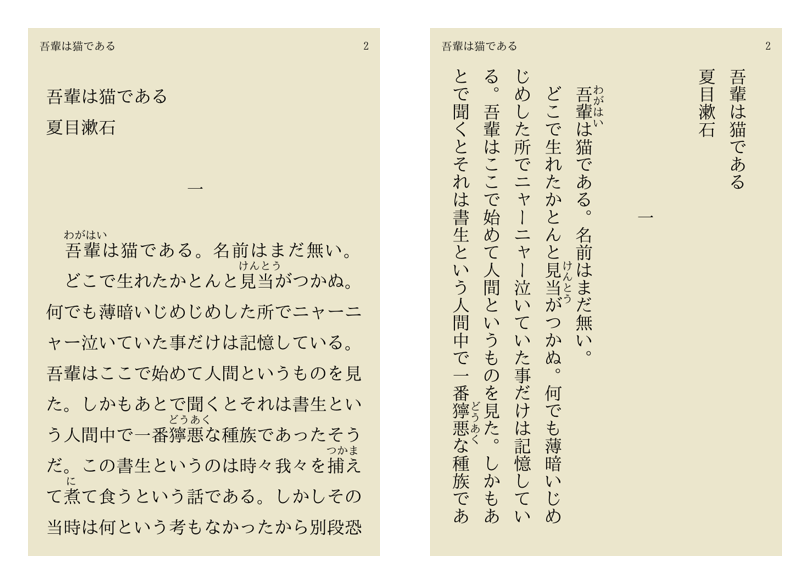 吾輩は猫である
2
吾輩は猫である
夏目漱石
一
わがはい
吾輩は猫である。名前はまだ無い。
けんとう
どこで生れたかとんと見当がつかぬ。
何でも薄暗いじめじめした所でニャーニ
ャー泣いていた事だけは記憶している。
吾輩はここで始めて人間というものを見
た。しかもあとで聞くとそれは書生とい
どうあく
う人間中で一番獰悪な種族であったそう
つかま
だ。この書生というのは時々我々を捕え
に
て煮て食うという話である。しかしその
当時は何という考もなかったから別段恐
吾輩は猫である
2
吾輩は猫である
夏目漱石
一
わがはい
吾輩は猫である。名前はまだ無い。
けんとう
どこで生れたかとんと見当がつかぬ。何でも薄暗いじめ
じめした所でニャーニャー泣いていた事だけは記憶してい
る。吾輩はここで始めて人間というものを見た。しかもあ
どうあく
とで聞くとそれは書生という人間中で一番獰悪な種族であ